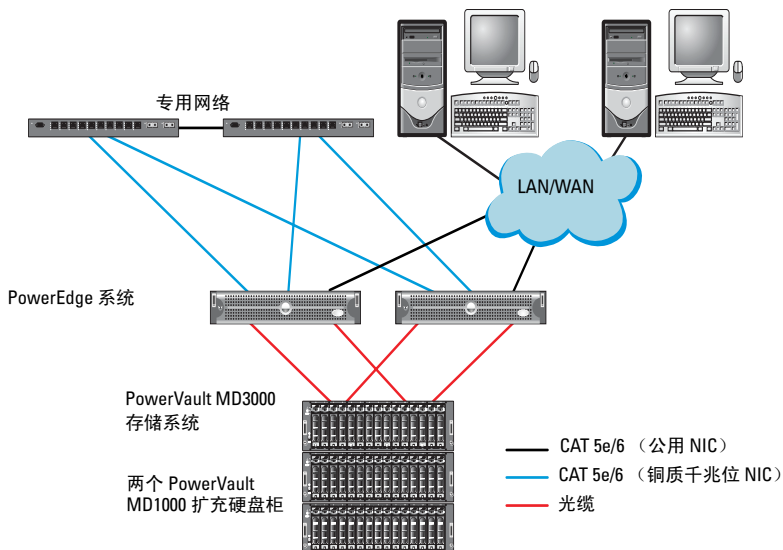 专用网络
LAN/WAN
PowerEdge 系统
PowerVault MD3000
存储系统
两个 PowerVault
MD1000 扩充硬盘柜
CAT 5e/6 （公用 NIC）
CAT 5e/6 （铜质千兆位 NIC）
光缆